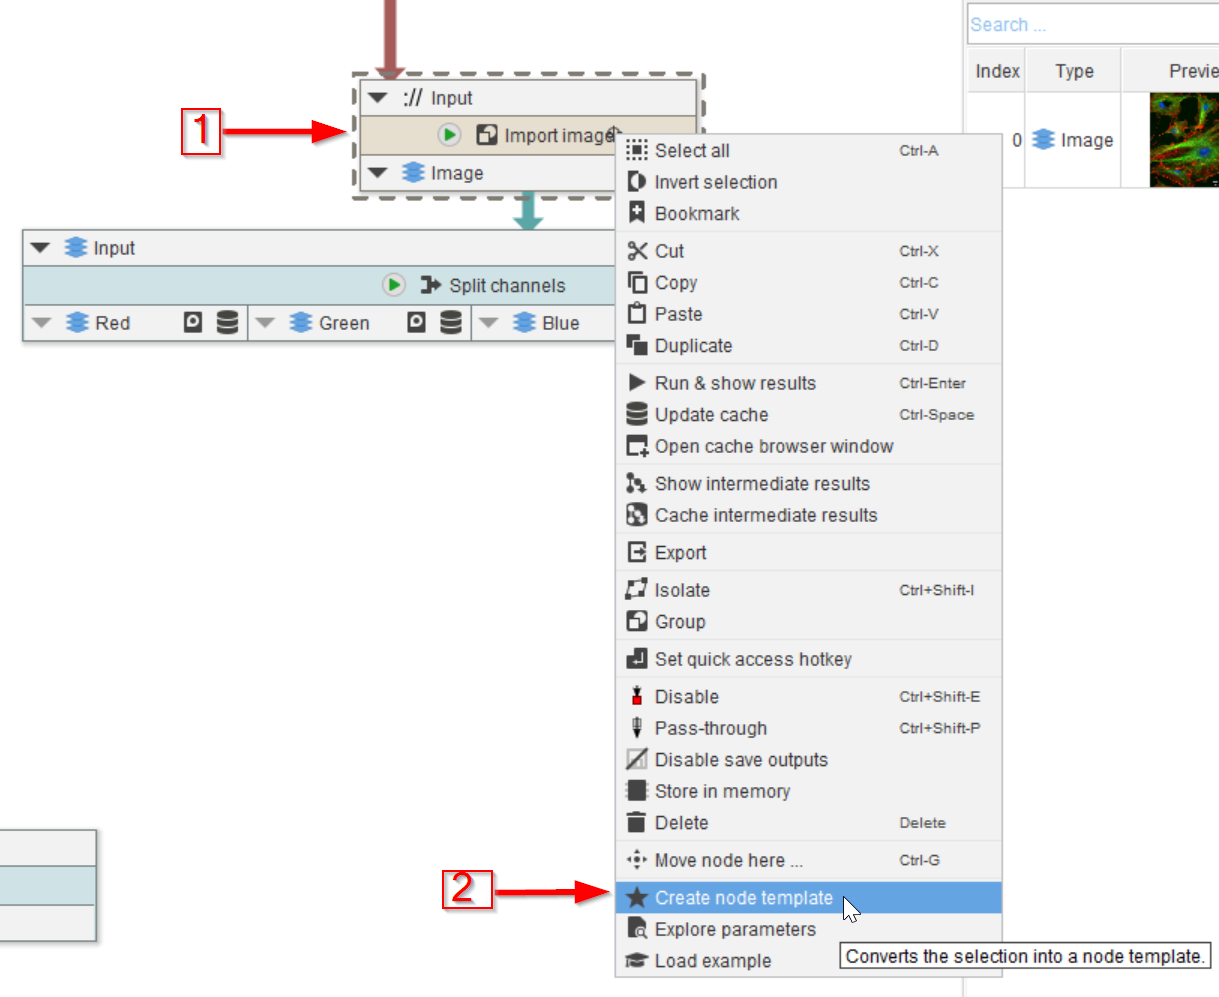 Search ...
Index Type Previe
0 Image
:// Input
1
Import image
Image
Input
Split channels
Red Green Blue
Select all Ctrl-A
Invert selection
Bookmark
Cut Ctrl-X
Copy Ctrl-C
Paste Ctrl-V
Duplicate Ctrl-D
Run & show results Ctrl-Enter
Update cache Ctrl-Space
Open cache browser window
Show intermediate results
Cache intermediate results
Export
Isolate Ctrl+Shift-I
Group
Set quick access hotkey
Disable Ctrl+Shift-E
Pass-through Ctrl+Shift-P
Disable save outputs
Store in memory
Delete Delete
Move node here ... Ctrl-G
2
Create node template
Explore parameters
Converts the selection into a node template.
Load example